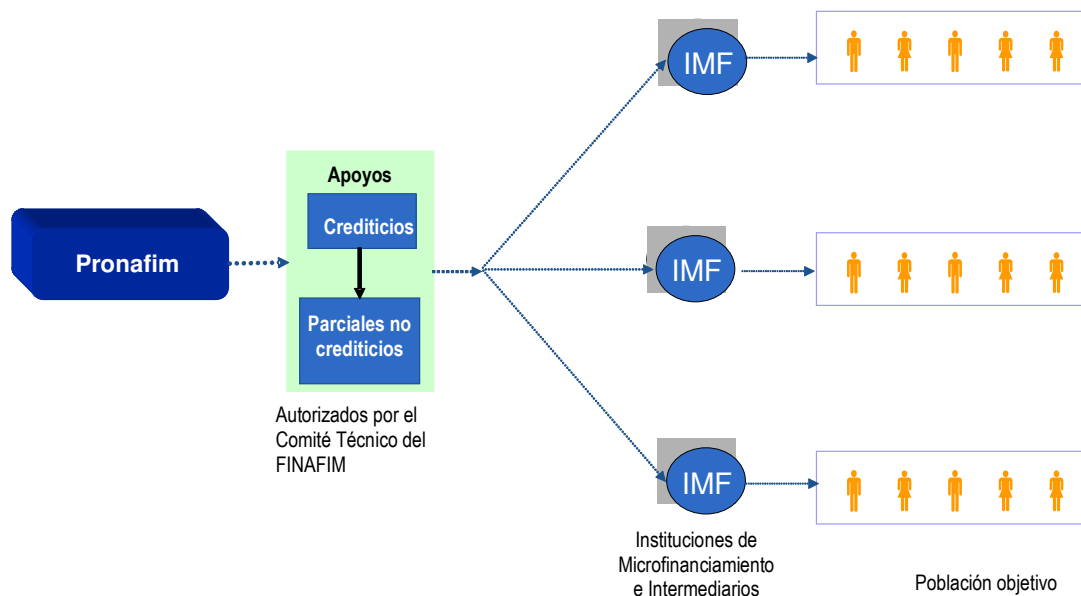 Pronafim
Apoyos
Crediticios
Parciales no
crediticios
Autorizados por el
Comité Técnico del
FINAFIM
IMF
IMF
IMF
Instituciones de
Microfinanciamiento
e Intermediarios
Población objetivo